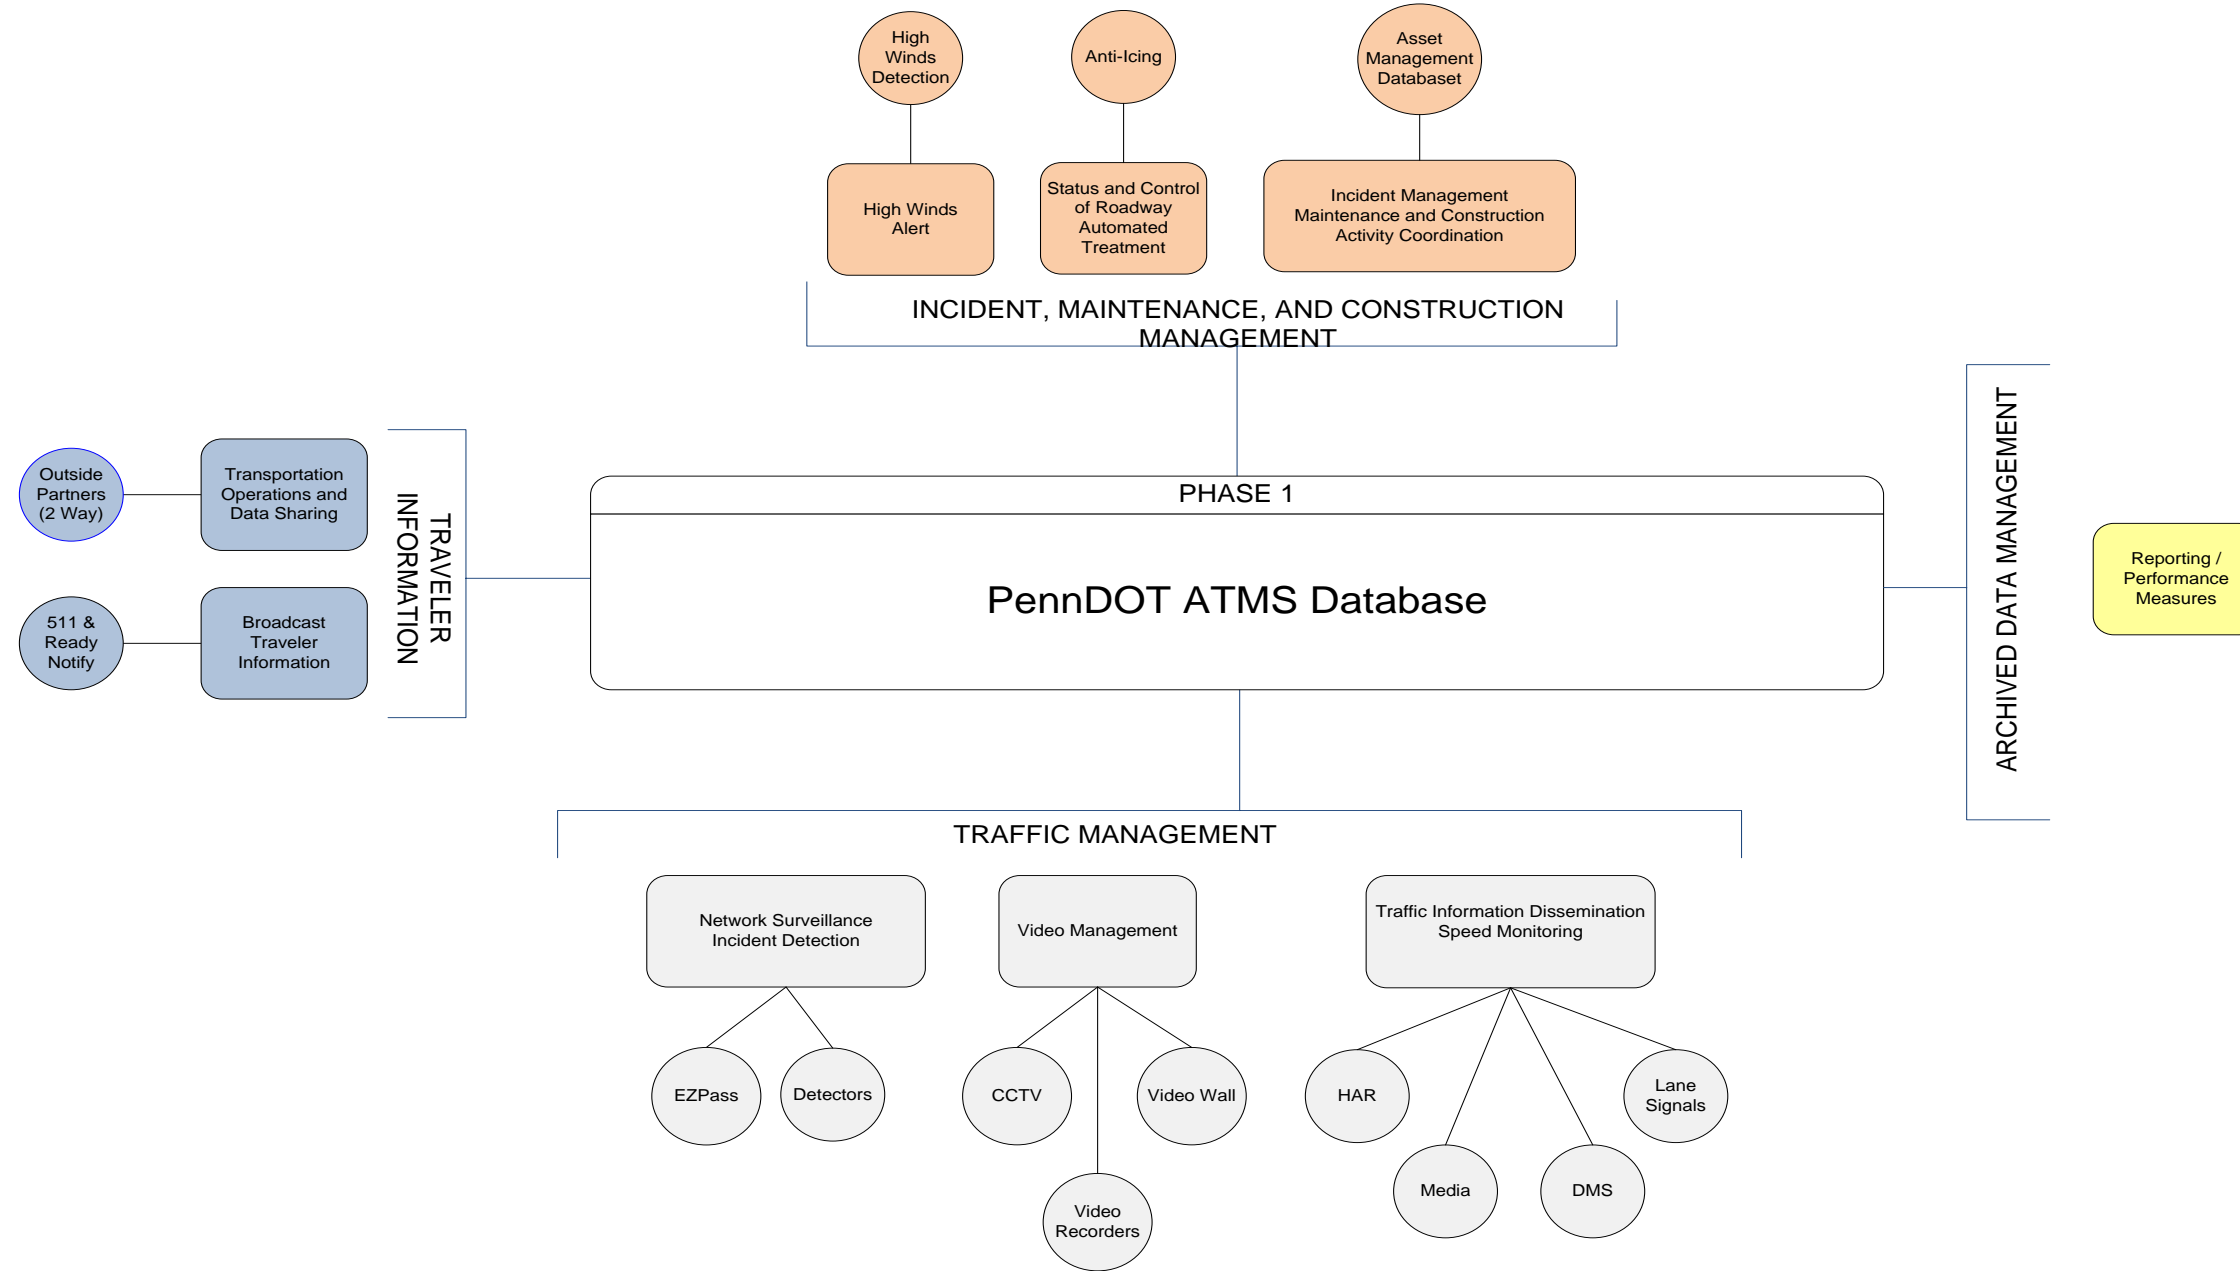 High
Winds
Detection
Anti-Icing
Asset
Management
Databaset
High Winds
Alert
Status and Control
of Roadway
Automated
Treatment
Incident Management
Maintenance and Construction
Activity Coordination
INCIDENT, MAINTENANCE, AND CONSTRUCTION
MANAGEMENT
Outside
Partners
(2 Way)
Transportation
Operations and
Data Sharing
511 &
Ready
Notify
Broadcast
Traveler
Information
TRAVELER
INFORMATION
PHASE 1
PennDOT ATMS Database
ARCHIVED DATA MANAGEMENT
Reporting /
Performance
Measures
TRAFFIC MANAGEMENT
Network Surveillance
Incident Detection
Video Management
Traffic Information Dissemination
Speed Monitoring
EZPass
Detectors
CCTV
Video Wall
Video
Recorders
HAR
Lane
Signals
Media
DMS